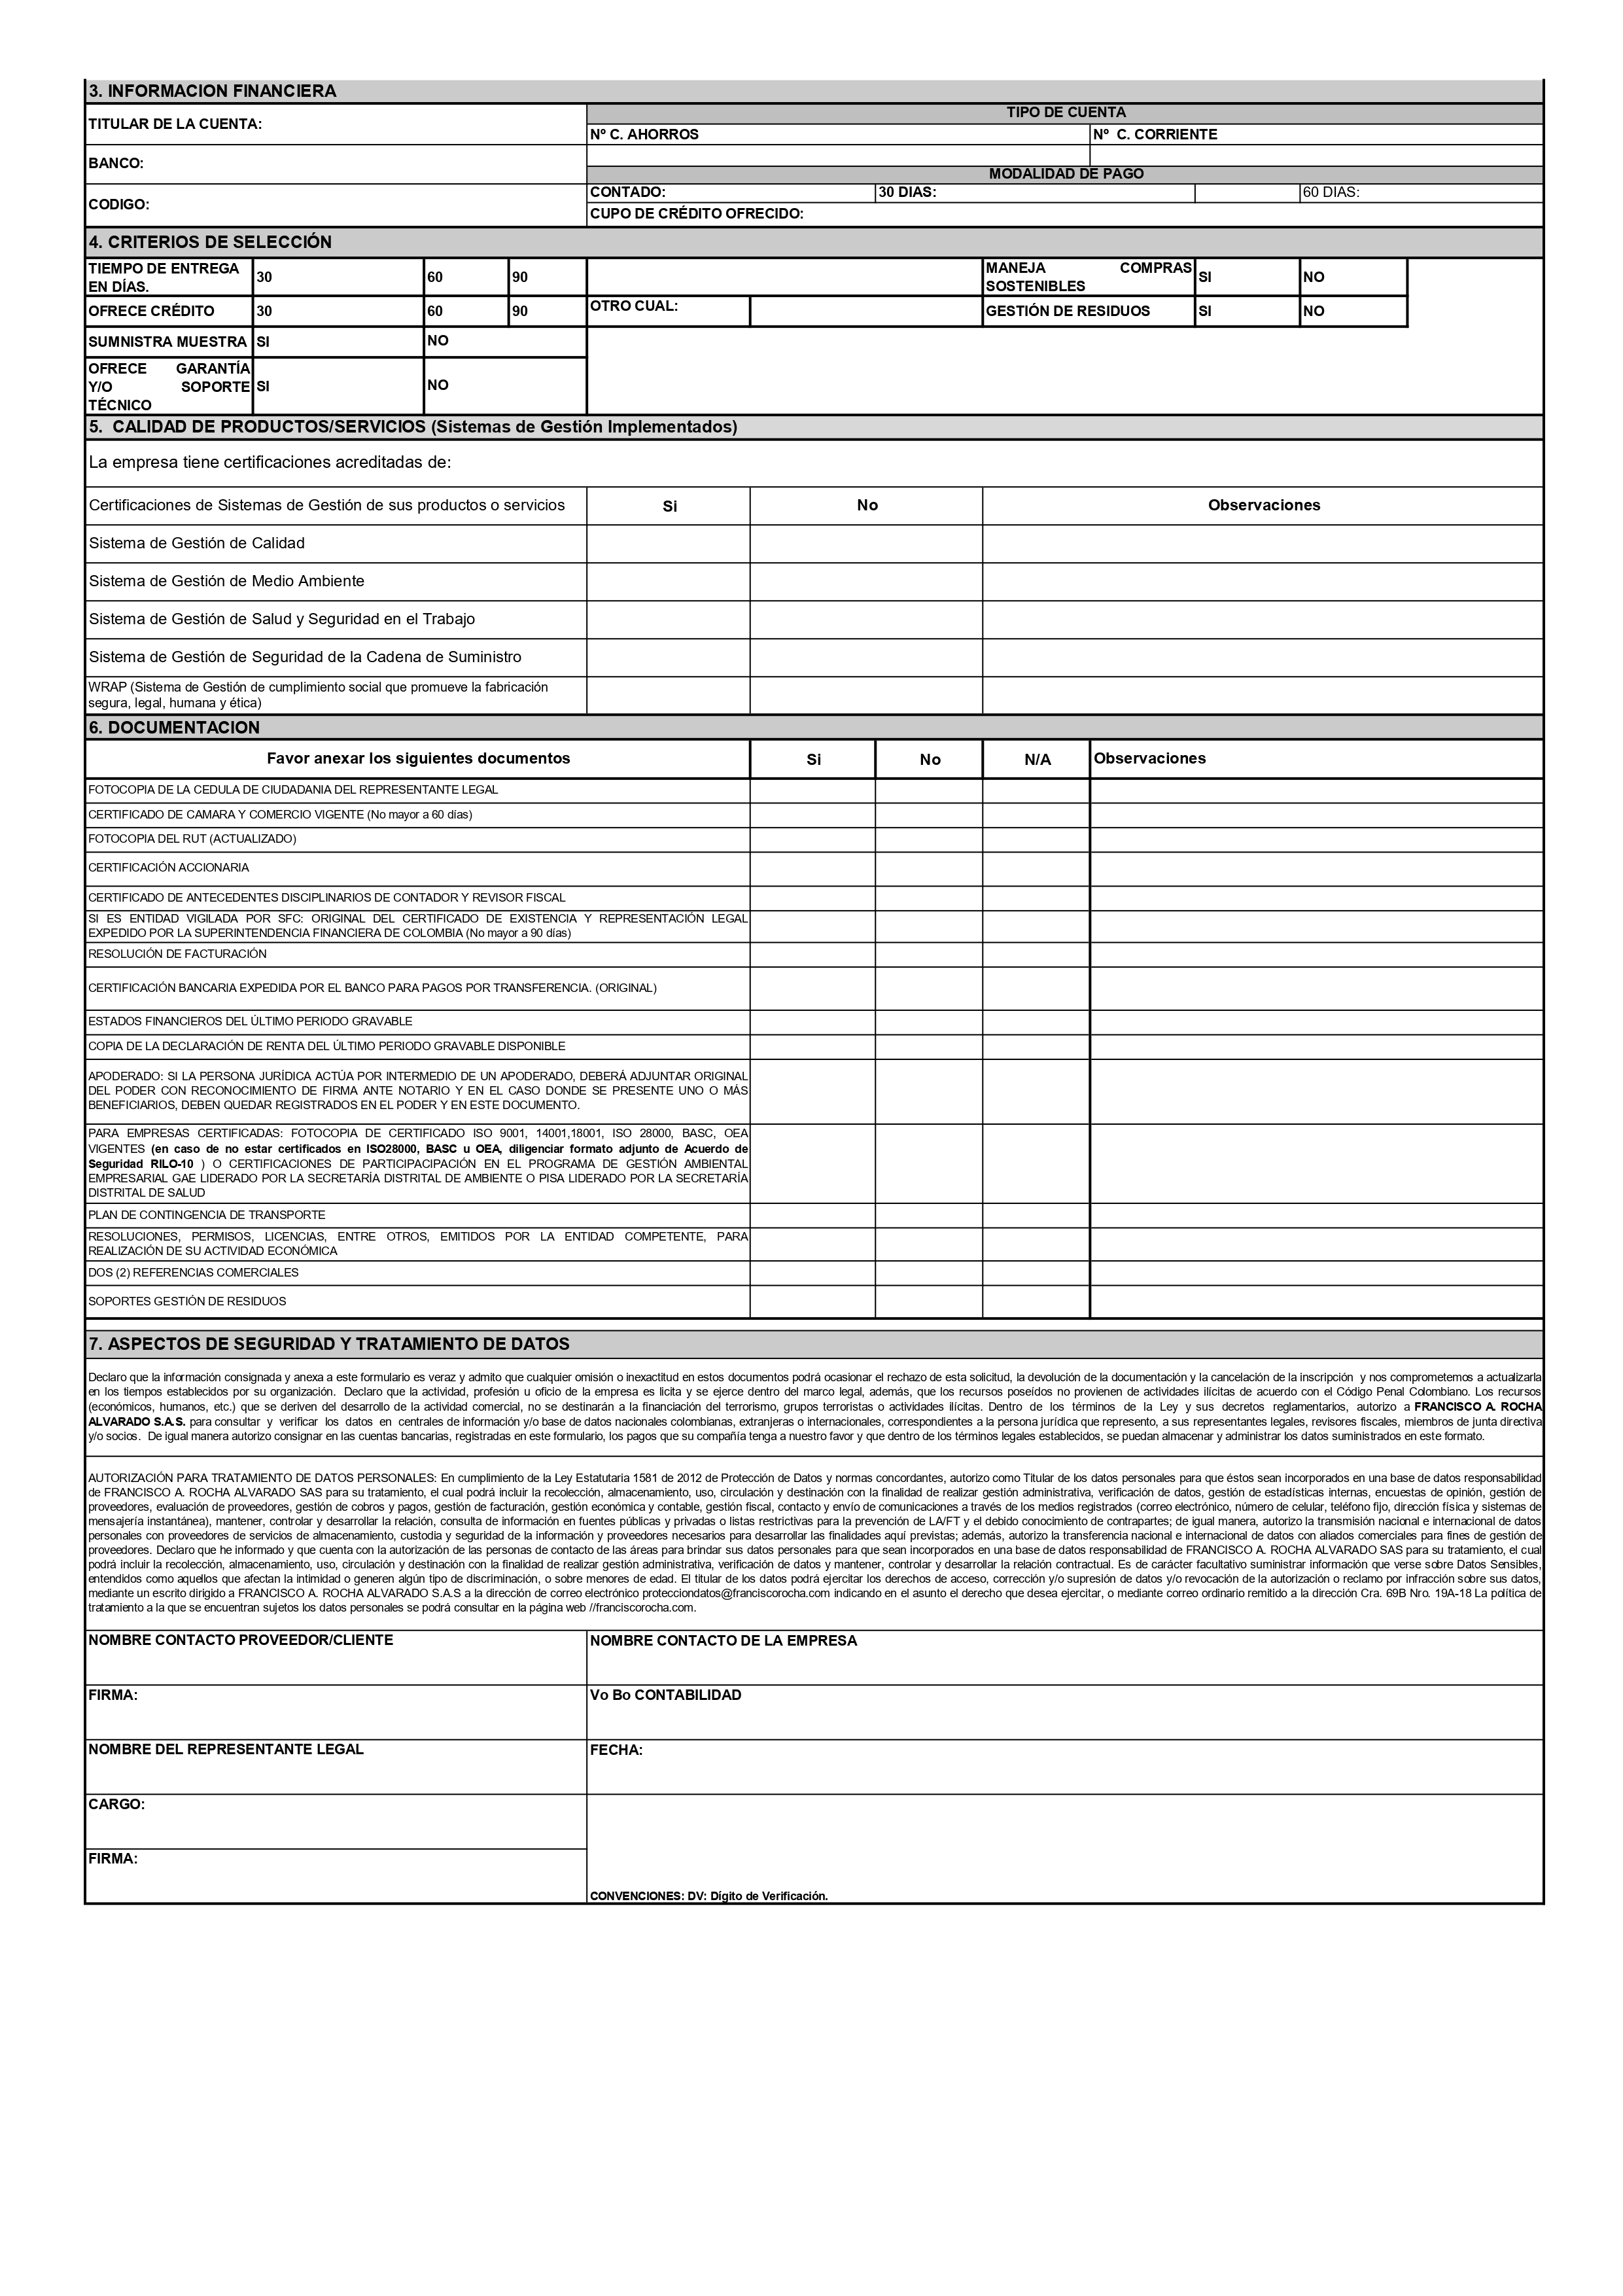 3. INFORMACION FINANCIERA
TITULAR DE LA CUENTA:
TIPO DE CUENTA
Nº C. AHORROS
Nº  C. CORRIENTE
BANCO:
MODALIDAD DE PAGO
CODIGO:
CONTADO:
30 DIAS:
60 DIAS:
CUPO DE CRÉDITO OFRECIDO:
4. CRITERIOS DE SELECCIÓN
TIEMPO DE ENTREGA
EN DÍAS.
30
60
90
MANEJA COMPRAS
SOSTENIBLES
SI
NO
OFRECE CRÉDITO
30
60
90
OTRO CUAL:
GESTIÓN DE RESIDUOS
SI
NO
SUMNISTRA MUESTRA
SI
NO
OFRECE GARANTÍA
Y/O SOPORTE
TÉCNICO
SI
NO
5.  CALIDAD DE PRODUCTOS/SERVICIOS (Sistemas de Gestión Implementados)
La empresa tiene certificaciones acreditadas de:
Certificaciones de Sistemas de Gestión de sus productos o servicios
Si
No
Observaciones
Sistema de Gestión de Calidad
Sistema de Gestión de Medio Ambiente
Sistema de Gestión de Salud y Seguridad en el Trabajo
Sistema de Gestión de Seguridad de la Cadena de Suministro
WRAP (Sistema de Gestión de cumplimiento social que promueve la fabricación
segura, legal, humana y ética)
6. DOCUMENTACION
Favor anexar los siguientes documentos
Si
No
N/A
Observaciones
FOTOCOPIA DE LA CEDULA DE CIUDADANIA DEL REPRESENTANTE LEGAL
CERTIFICADO DE CAMARA Y COMERCIO VIGENTE (No mayor a 60 días)
FOTOCOPIA DEL RUT (ACTUALIZADO)
CERTIFICACIÓN ACCIONARIA
CERTIFICADO DE ANTECEDENTES DISCIPLINARIOS DE CONTADOR Y REVISOR FISCAL
SI ES ENTIDAD VIGILADA POR SFC: ORIGINAL DEL CERTIFICADO DE EXISTENCIA Y REPRESENTACIÓN LEGAL
EXPEDIDO POR LA SUPERINTENDENCIA FINANCIERA DE COLOMBIA (No mayor a 90 días)
RESOLUCIÓN DE FACTURACIÓN
CERTIFICACIÓN BANCARIA EXPEDIDA POR EL BANCO PARA PAGOS POR TRANSFERENCIA. (ORIGINAL)
ESTADOS FINANCIEROS DEL ÚLTIMO PERIODO GRAVABLE
COPIA DE LA DECLARACIÓN DE RENTA DEL ÚLTIMO PERIODO GRAVABLE DISPONIBLE
APODERADO: SI LA PERSONA JURÍDICA ACTÚA POR INTERMEDIO DE UN APODERADO, DEBERÁ ADJUNTAR ORIGINAL
DEL PODER CON RECONOCIMIENTO DE FIRMA ANTE NOTARIO Y EN EL CASO DONDE SE PRESENTE UNO O MÁS
BENEFICIARIOS, DEBEN QUEDAR REGISTRADOS EN EL PODER Y EN ESTE DOCUMENTO.
PARA EMPRESAS CERTIFICADAS: FOTOCOPIA DE CERTIFICADO ISO 9001, 14001,18001, ISO 28000, BASC, OEA
VIGENTES (en caso de no estar certificados en ISO28000, BASC u OEA, diligenciar formato adjunto de Acuerdo de
Seguridad RILO-10 ) O CERTIFICACIONES DE PARTICIPACIPACIÓN EN EL PROGRAMA DE GESTIÓN AMBIENTAL
EMPRESARIAL GAE LIDERADO POR LA SECRETARÍA DISTRITAL DE AMBIENTE O PISA LIDERADO POR LA SECRETARÍA
DISTRITAL DE SALUD
PLAN DE CONTINGENCIA DE TRANSPORTE
RESOLUCIONES, PERMISOS, LICENCIAS, ENTRE OTROS, EMITIDOS POR LA ENTIDAD COMPETENTE, PARA
REALIZACIÓN DE SU ACTIVIDAD ECONÓMICA
DOS (2) REFERENCIAS COMERCIALES
SOPORTES GESTIÓN DE RESIDUOS
7. ASPECTOS DE SEGURIDAD Y TRATAMIENTO DE DATOS
Declaro que la información consignada y anexa a este formulario es veraz y admito que cualquier omisión o inexactitud en estos documentos podrá ocasionar el rechazo de esta solicitud, la devolución de la documentación y la cancelación de la inscripción  y nos comprometemos a actualizarla
en los tiempos establecidos por su organización.  Declaro que la actividad, profesión u oficio de la empresa es licita y se ejerce dentro del marco legal, además, que los recursos poseídos no provienen de actividades ilícitas de acuerdo con el Código Penal Colombiano. Los recursos
(económicos, humanos, etc.) que se deriven del desarrollo de la actividad comercial, no se destinarán a la financiación del terrorismo, grupos terroristas o actividades ilícitas. Dentro de los términos de la Ley y sus decretos reglamentarios, autorizo a FRANCISCO A. ROCHA
ALVARADO S.A.S. para consultar y verificar los datos en centrales de información y/o base de datos nacionales colombianas, extranjeras o internacionales, correspondientes a la persona jurídica que represento, a sus representantes legales, revisores fiscales, miembros de junta directiva
y/o socios.  De igual manera autorizo consignar en las cuentas bancarias, registradas en este formulario, los pagos que su compañía tenga a nuestro favor y que dentro de los términos legales establecidos, se puedan almacenar y administrar los datos suministrados en este formato.
AUTORIZACIÓN PARA TRATAMIENTO DE DATOS PERSONALES: En cumplimiento de la Ley Estatutaria 1581 de 2012 de Protección de Datos y normas concordantes, autorizo como Titular de los datos personales para que éstos sean incorporados en una base de datos responsabilidad
de FRANCISCO A. ROCHA ALVARADO SAS para su tratamiento, el cual podrá incluir la recolección, almacenamiento, uso, circulación y destinación con la finalidad de realizar gestión administrativa, verificación de datos, gestión de estadísticas internas, encuestas de opinión, gestión de
proveedores, evaluación de proveedores, gestión de cobros y pagos, gestión de facturación, gestión económica y contable, gestión fiscal, contacto y envío de comunicaciones a través de los medios registrados (correo electrónico, número de celular, teléfono fijo, dirección física y sistemas de
mensajería instantánea), mantener, controlar y desarrollar la relación, consulta de información en fuentes públicas y privadas o listas restrictivas para la prevención de LA/FT y el debido conocimiento de contrapartes; de igual manera, autorizo la transmisión nacional e internacional de datos
personales con proveedores de servicios de almacenamiento, custodia y seguridad de la información y proveedores necesarios para desarrollar las finalidades aquí previstas; además, autorizo la transferencia nacional e internacional de datos con aliados comerciales para fines de gestión de
proveedores. Declaro que he informado y que cuenta con la autorización de las personas de contacto de las áreas para brindar sus datos personales para que sean incorporados en una base de datos responsabilidad de FRANCISCO A. ROCHA ALVARADO SAS para su tratamiento, el cual
podrá incluir la recolección, almacenamiento, uso, circulación y destinación con la finalidad de realizar gestión administrativa, verificación de datos y mantener, controlar y desarrollar la relación contractual. Es de carácter facultativo suministrar información que verse sobre Datos Sensibles,
entendidos como aquellos que afectan la intimidad o generen algún tipo de discriminación, o sobre menores de edad. El titular de los datos podrá ejercitar los derechos de acceso, corrección y/o supresión de datos y/o revocación de la autorización o reclamo por infracción sobre sus datos,
mediante un escrito dirigido a FRANCISCO A. ROCHA ALVARADO S.A.S a la dirección de correo electrónico protecciondatos@franciscorocha.com indicando en el asunto el derecho que desea ejercitar, o mediante correo ordinario remitido a la dirección Cra. 69B Nro. 19A-18 La política de
tratamiento a la que se encuentran sujetos los datos personales se podrá consultar en la página web //franciscorocha.com.
NOMBRE CONTACTO PROVEEDOR/CLIENTE
NOMBRE CONTACTO DE LA EMPRESA
FIRMA:
Vo Bo CONTABILIDAD
NOMBRE DEL REPRESENTANTE LEGAL
FECHA:
CARGO:
FIRMA:
CONVENCIONES: DV: Dígito de Verificación.